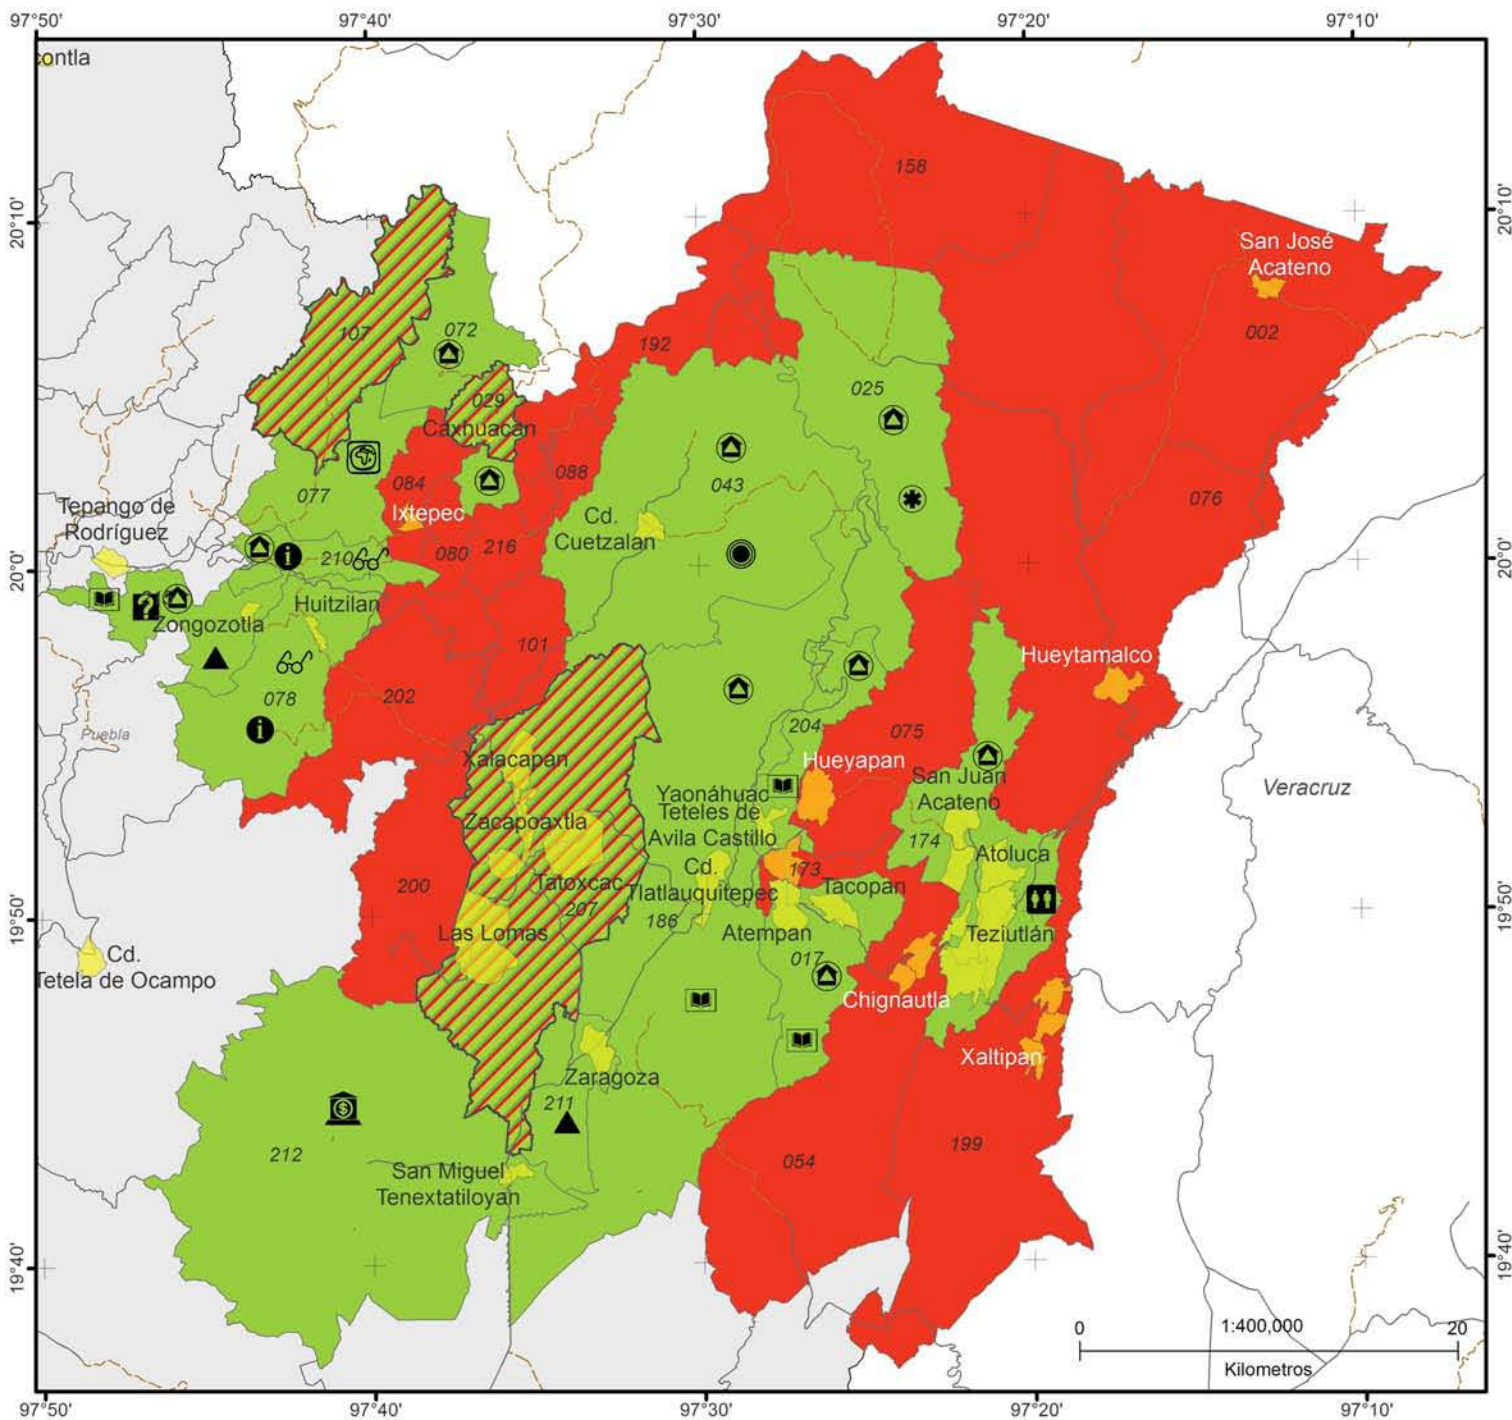 97°50'
97°40'
97°30'
97°20'
97°10'
contla
158
20°10'
20°10'
San José
Acateno
107
072
192
002
029
025
Caxhuacán
088
084
043
077
076
Tepango de
Rodríguez
Ixtepec
Cd.
Cuetzalan
080
216
210
i
20°0'
20°0'
Huitzilan
?
Zongozotla
101
Hueytamalco
078
202
i
204
075
Puebla
Xalacapan
Hueyapan
San Juan
Acateno
Veracruz
Yaonáhuac
Teteles de
Avila Castillo
Zacapoaxtla
174
Atoluca
Cd.
Tlatlauquitepec
173
200
Tatoxcac
207
Tacopan
186
19°50'
19°50'
Las Lomas
Atempan
Teziutlán
Cd.
Tetela de Ocampo
017
Chignautla
Xaltipan
Zaragoza
211
$
212
054
199
San Miguel
Tenextatiloyan
19°40'
19°40'
0
1:400,000
20
Kilometros
97°50'
97°40'
97°30'
97°20'
97°10'